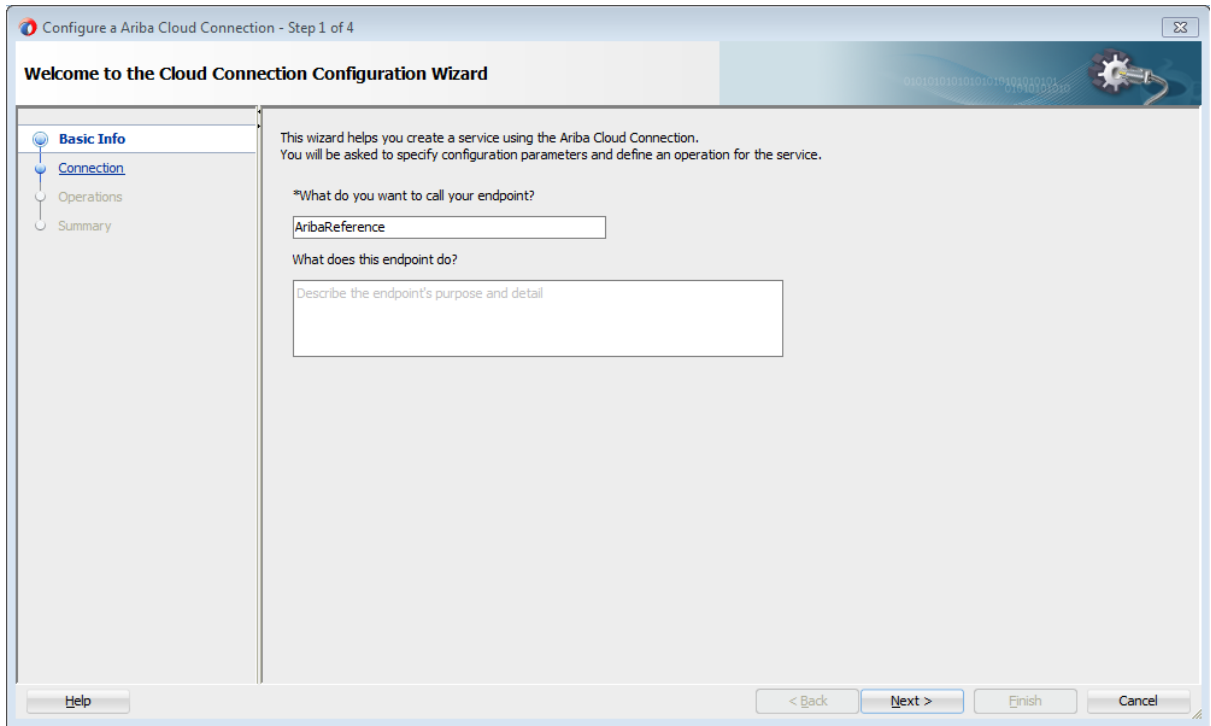 Configure a Ariba Cloud Connection - Step 1 of 4
Welcome to the Cloud Connection Configuration Wizard
Basic Info
Connection
Operations
Summary
This wizard helps you create a service using the Ariba Cloud Connection.
You will be asked to specify configuration parameters and define an operation for the service.
*What do you want to call your endpoint?
AribaReference
What does this endpoint do?
Describe the endpoint's purpose and detail
Help
< Back
Next >
Finish
Cancel